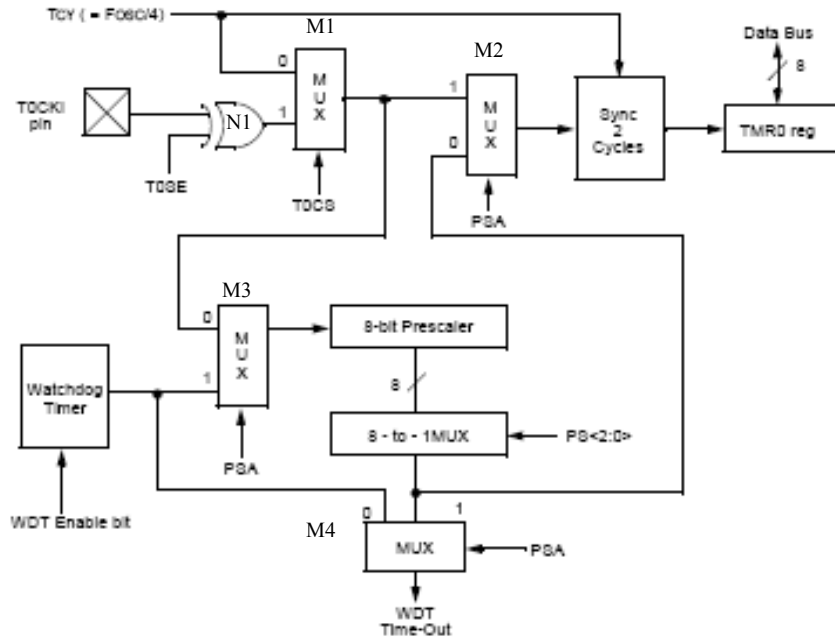 TCY ( = FOSC/4)
M1
M2
Data Bus
8
0
1
MUX
T0CKI
pin
N1
1
0
MUX
Sync
2
Cycles
TMR0 reg
T0SE
T0CS
PSA
M3
0
1
MUX
8-bit Prescaler
8
Watchdog
Timer
8 - to - 1MUX
PS<2:0>
PSA
WDT Enable bit
M4
0
1
MUX
PSA
WDT
Time-Out